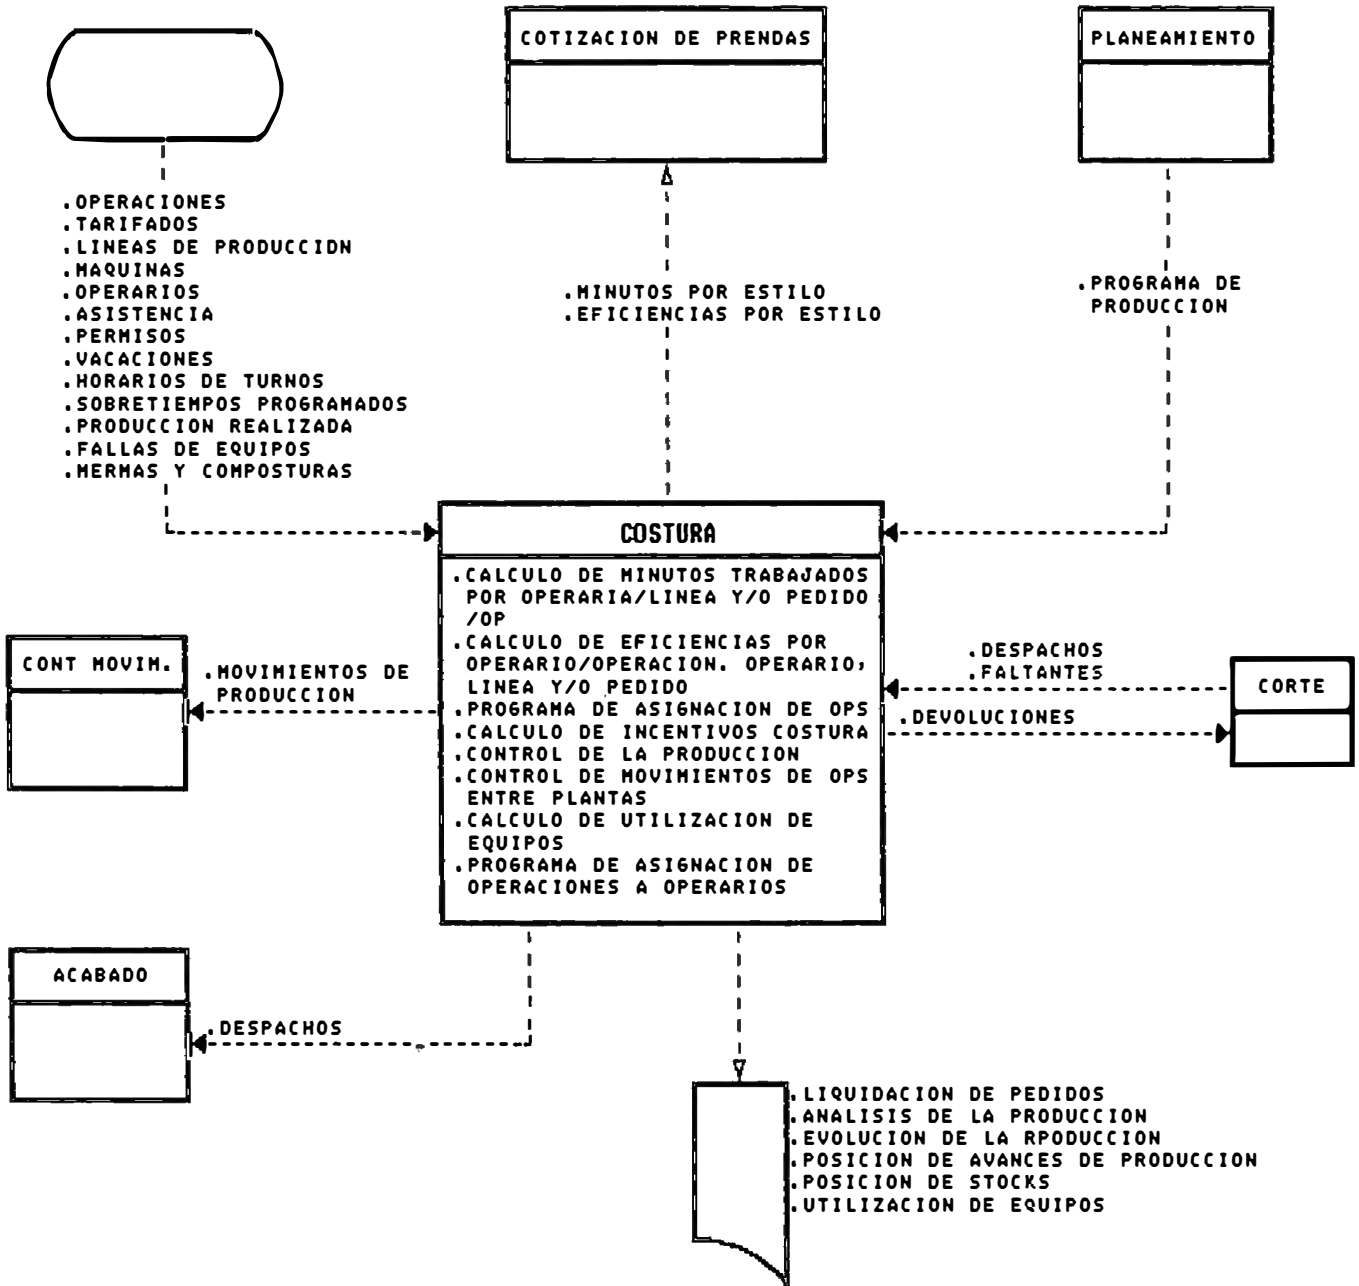 COTIZACION DE PRENDAS
PLANEAMIENTO
.OPERACIONES
.TARIFADOS
.LINEAS DE PRODUCCIDN
.MAQUINAS
.OPERARIOS
.ASISTENCIA
.PERMISOS
.VACACIONES
.HORARIOS DE TURNOS
.SOBRETIEMPOS PROGRAMADOS
.PRODUCCION REALIZADA
.FALLAS DE EQUIPOS
.MERMAS Y COMPOSTURAS
.MINUTOS POR ESTILO
.EFICIENCIAS POR ESTILO
.PROGRAMA DE
PRODUCCION
COSTURA
.CALCULO DE MINUTOS TRABAJADOS
POR OPERARIA/LINEA Y/O PEDIDO
/OP
.CALCULO DE EFICIENCIAS POR
OPERARIO/OPERACION. OPERARIO,
LINEA Y/O PEDIDO
.PROGRAMA DE ASIGNACION DE OPS
.CALCULO DE INCENTIVOS COSTURA
.CONTROL DE LA PRODUCCION
.CONTROL DE MOVIMIENTOS DE OPS
ENTRE PLANTAS
.CALCULO DE UTILIZACION DE
EQUIPOS
.PROGRAMA DE ASIGNACION DE
OPERACIONES A OPERARIOS
CONT MOVIM.
.MOVIMIENTOS DE
PRODUCCION
.DESPACHOS
.FALTANTES
.DEVOLUCIONES
CORTE
ACABADO
.DESPACHOS
.LIQUIDACION DE PEDIDOS
.ANALISIS DE LA PRODUCCION
.EVOLUCION DE LA RPODUCCION
.POSICION DE AVANCES DE PRODUCCION
.POSICION DE STOCKS
.UTILIZACION DE EQUIPOS